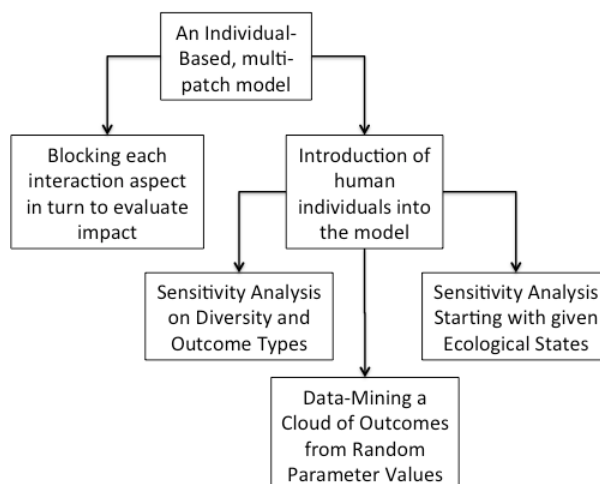 An Individual-
Based, multi-
patch model
Blocking each
interaction aspect
in turn to evaluate
impact
Introduction of
human
individuals into
the model
Sensitivity Analysis
on Diversity and
Outcome Types
Sensitivity Analysis
Starting with given
Ecological States
Data-Mining a
Cloud of Outcomes
from Random
Parameter Values